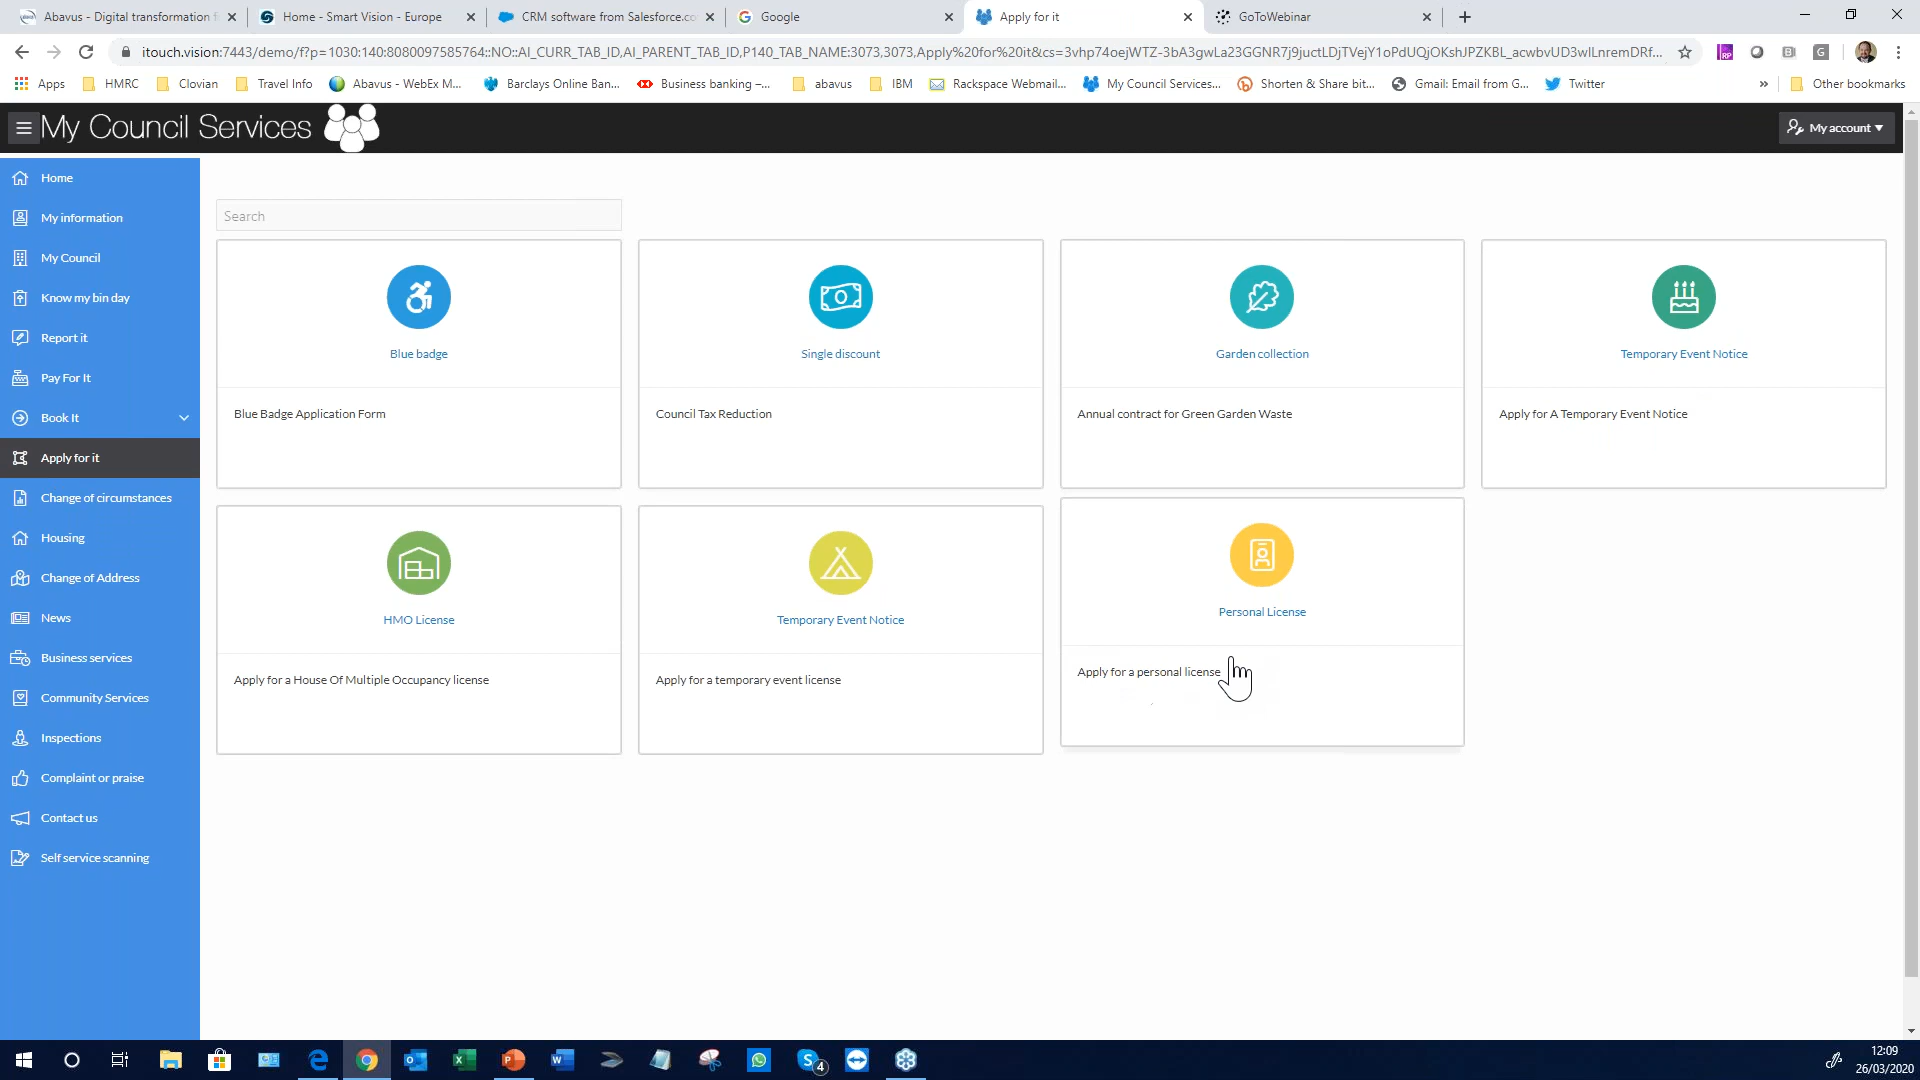 Abavus - Digital transformation f
Home - Smart Vision - Europe
CRM software from Salesforce.co
Google
Apply for it
GoToWebinar
itouch.vision:7443/demo/f?p=1030:140:8080097585764::NO::AI_CURR_TAB_ID,AI_PARENT_TAB_ID,P140_TAB_NAME:3073,3073,Apply%20for%20it&cs=3vhp74oejWTZ-3bA3gwLa23GGNR7j9juctLDjTVejY1oPdUQjOKshJPZKBL_acwbvUD3wILnremDRf...
Apps
HMRC
Clovian
Travel Info
Abavus - WebEx M...
Barclays Online Ban...
Business banking –...
abavus
IBM
Rackspace Webmail...
My Council Services...
Shorten & Share bit...
Gmail: Email from G...
Twitter
»
Other bookmarks
My Council Services
My account
Home
My information
My Council
Know my bin day
Report it
Pay For It
Book It
Apply for it
Change of circumstances
Housing
Change of Address
News
Business services
Community Services
Inspections
Complaint or praise
Contact us
Self service scanning
Search
Blue badge
Blue Badge Application Form
Single discount
Council Tax Reduction
Garden collection
Annual contract for Green Garden Waste
Temporary Event Notice
Apply for A Temporary Event Notice
HMO License
Apply for a House Of Multiple Occupancy license
Temporary Event Notice
Apply for a temporary event license
Personal License
Apply for a personal license
4
12:09
26/03/2020